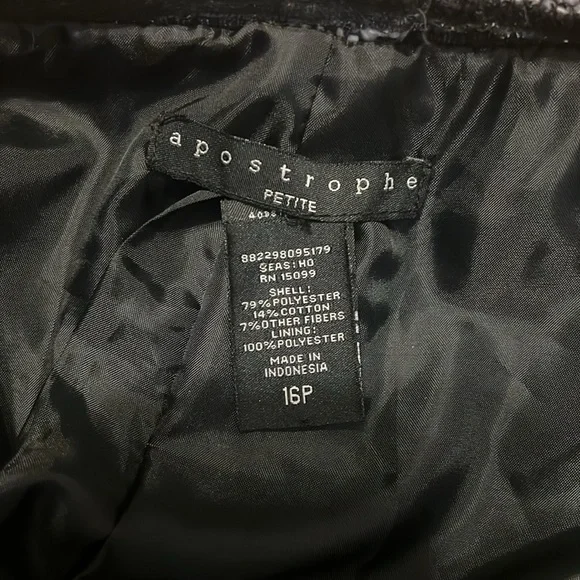 apostrophe
PETITE
882298095179
SEAS:HO
RN 15099
SHELL:
79%POLYESTER
14%COTTON
7%OTHER FIBERS
LINING:
100%POLYESTER
MADE IN
INDONESIA
16P